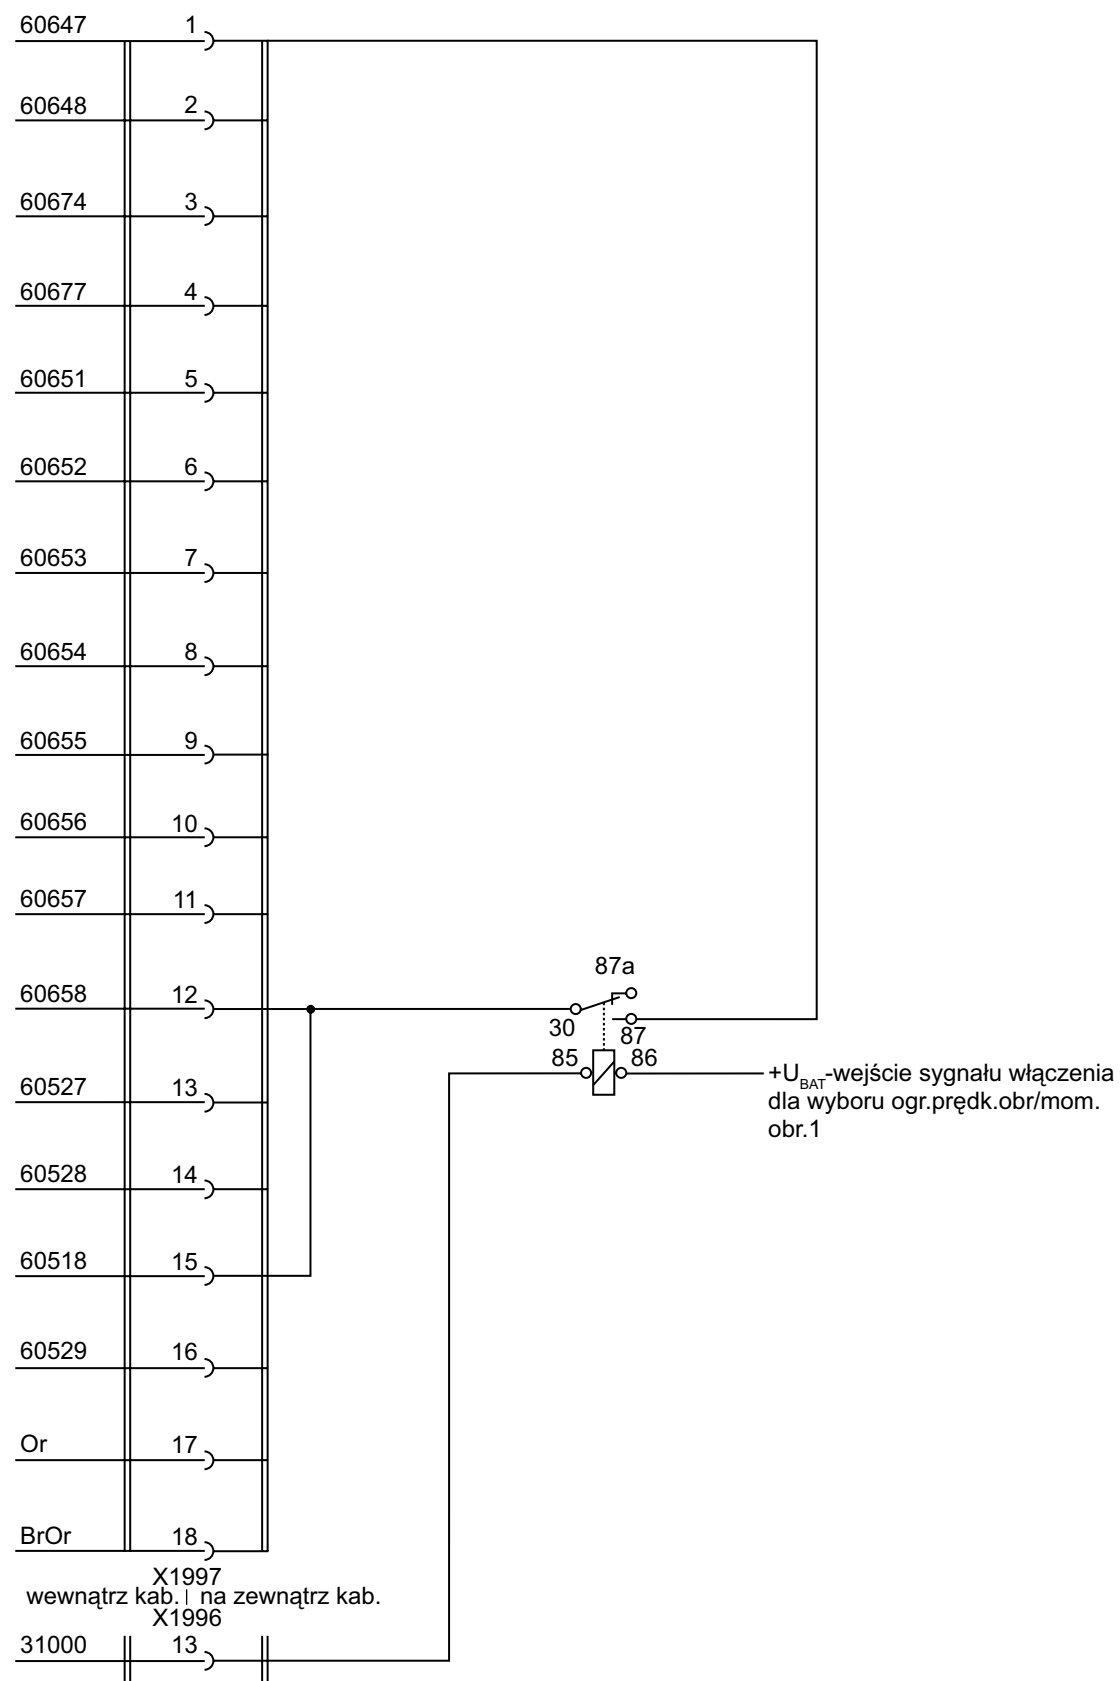 60647 1
60648 2
60674 3
60677 4
60651 5
60652 6
60653 7
60654 8
60655 9
60656 10
60657 11
87a
60658 12
30 87
85 86
+U_BAT-wejście sygnału włączenia
dla wyboru ogr.prędk.obr/mom.
obr.1
60527 13
60528 14
60518 15
60529 16
Or 17
BrOr 18
X1997
wewnątrz kab. | na zewnątrz kab.
X1996
31000 13